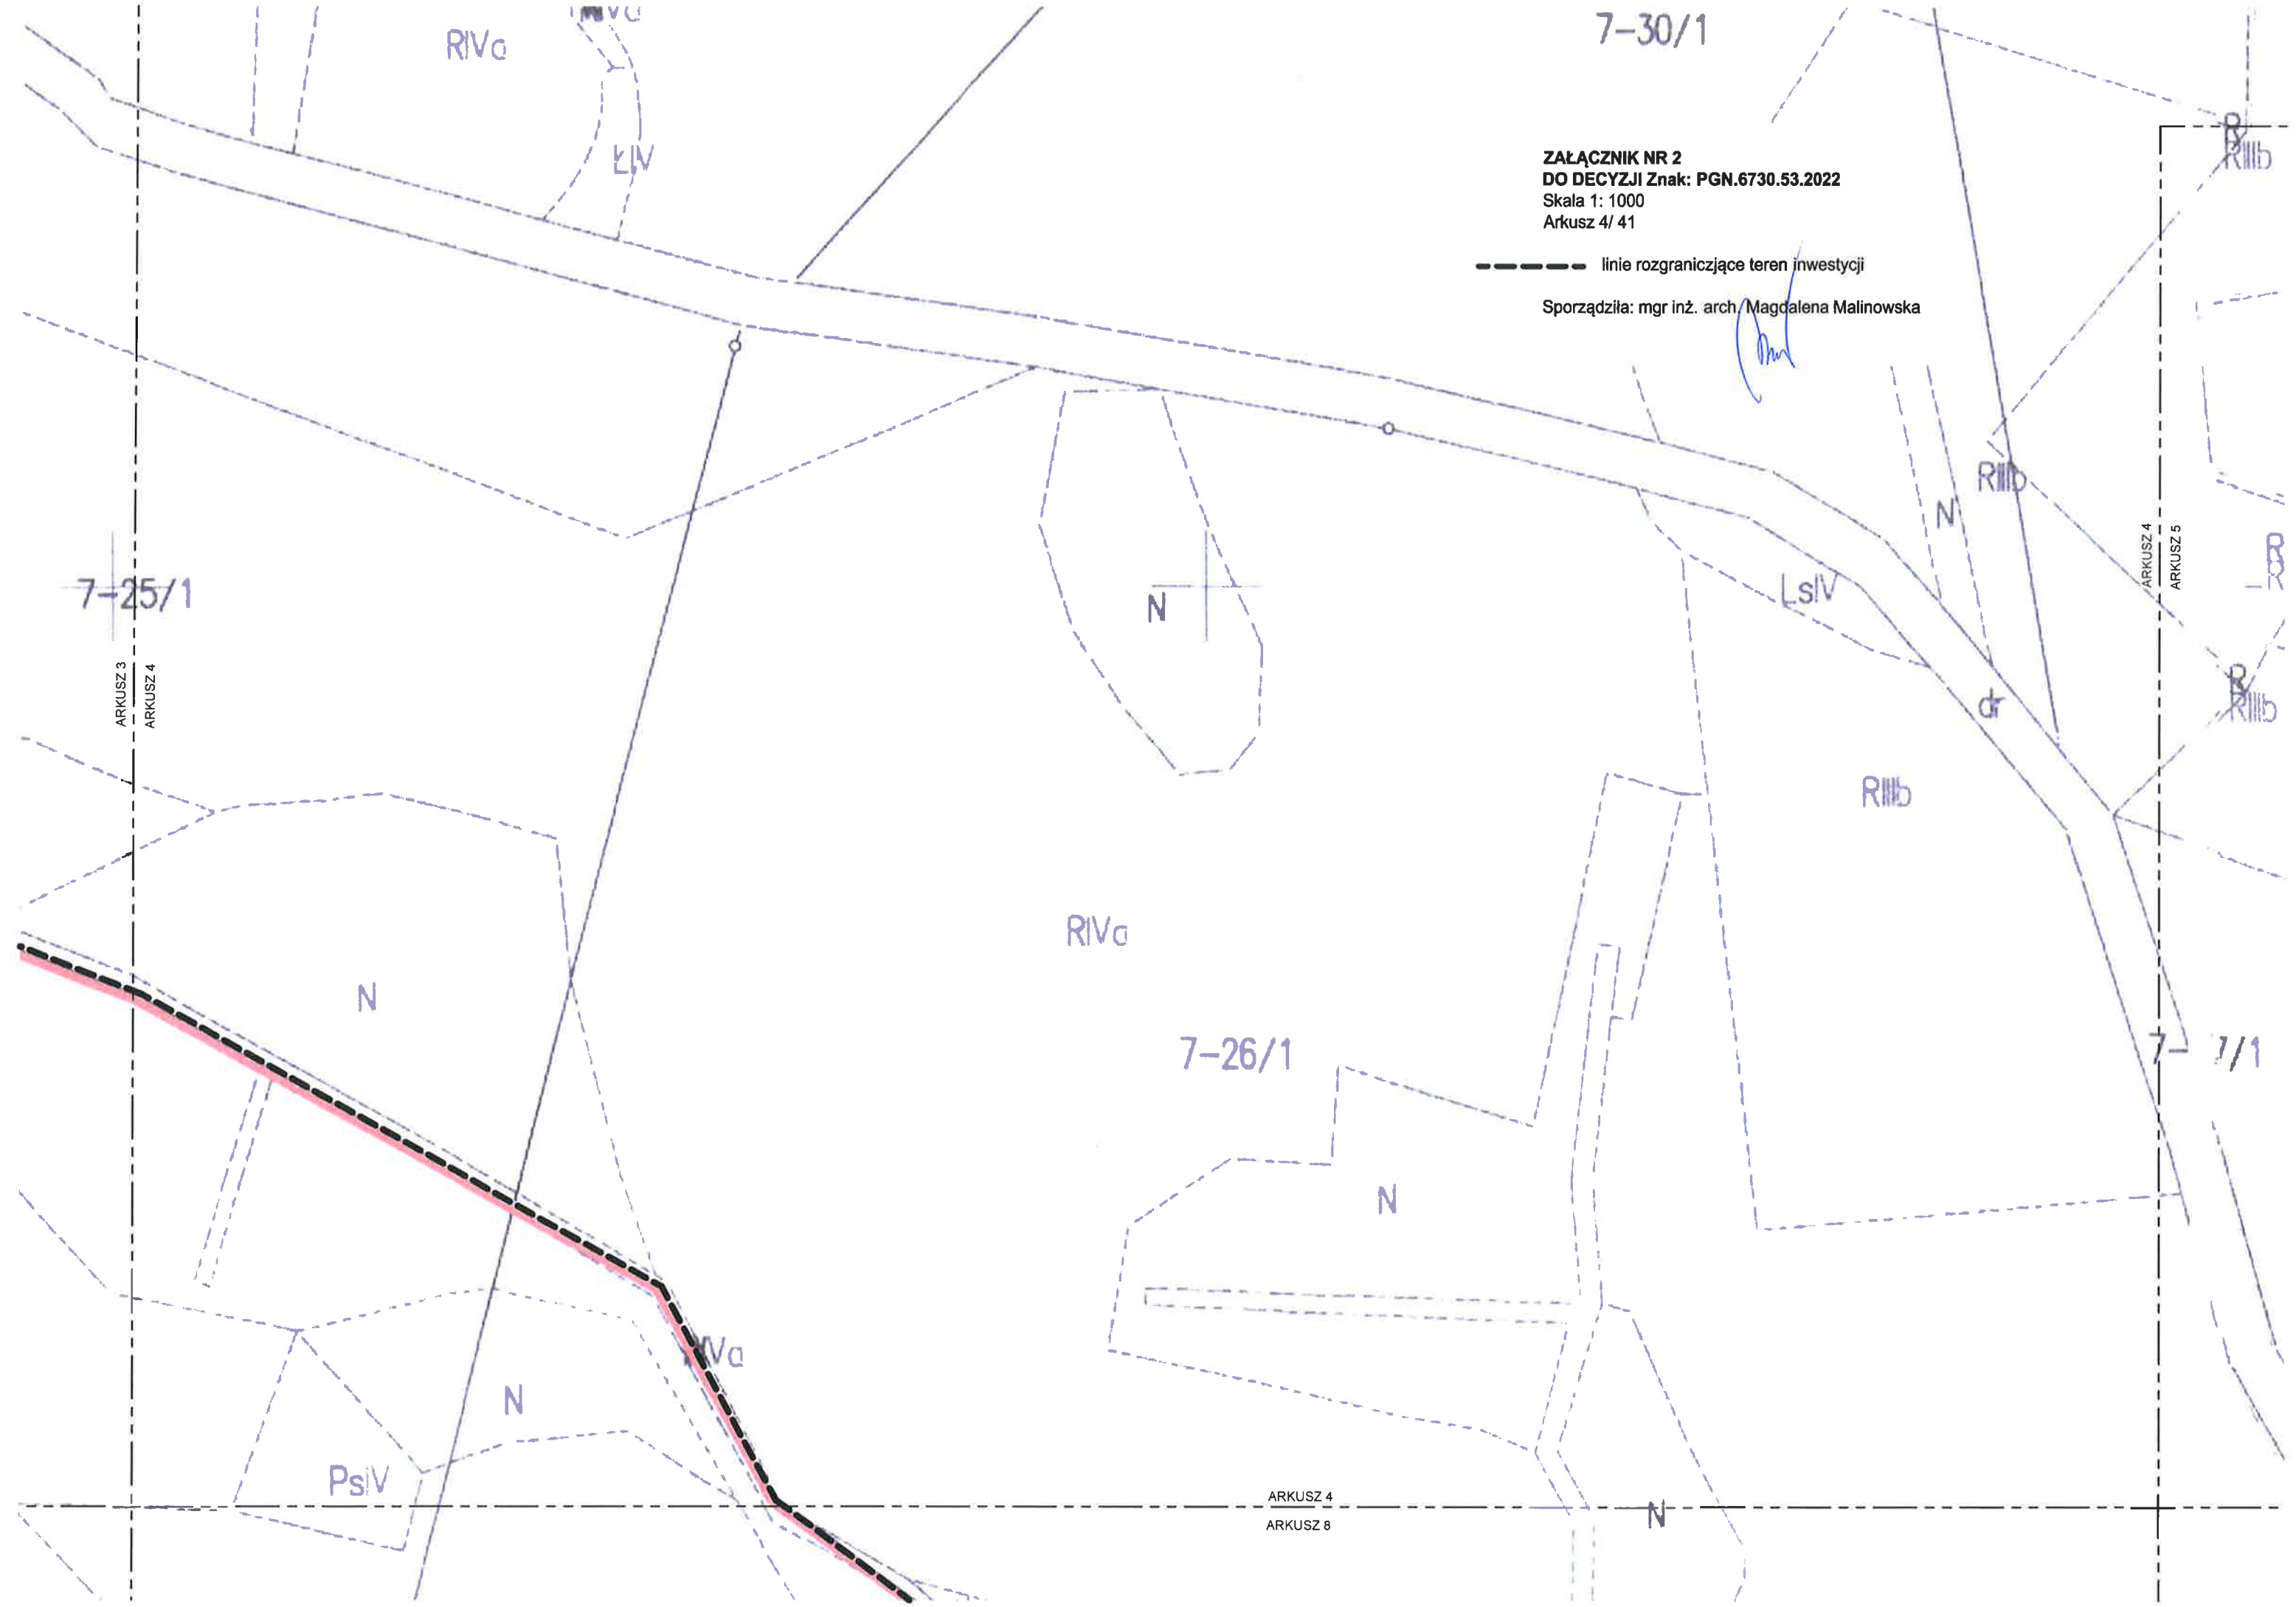 RIVa
7-30/1
ŁIV
RIIIb
ZAŁĄCZNIK NR 2
DO DECYZJI Znak: PGN.6730.53.2022
Skala 1: 1000
Arkusz 4/ 41
linie rozgraniczjące teren inwestycji
Sporządziła: mgr inż. arch. Magdalena Malinowska
RIIIb
N
ARKUSZ 4
ARKUSZ 5
7-25/1
N
LsIV
ARKUSZ 3
ARKUSZ 4
dr
RIIIb
RIIIb
RIVa
N
7-26/1
N
N
PsIV
ARKUSZ 4
ARKUSZ 8
N